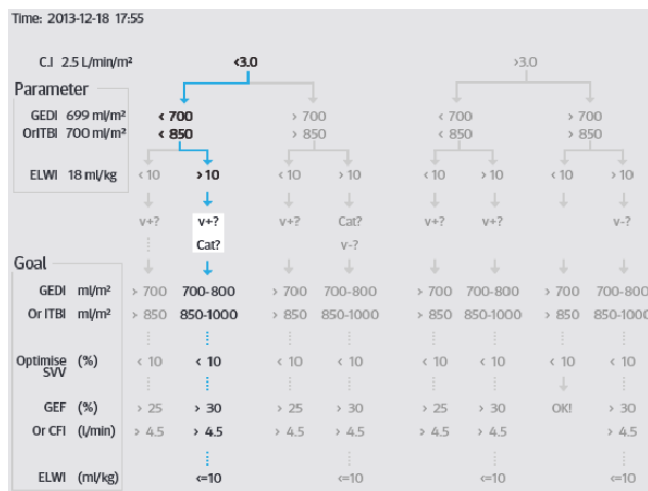 Time: 2013-12-18 17:55
C.I 2.5 L/min/m² <3.0 >3.0
Parameter
GEDI 699 ml/m² < 700 > 700 < 700 > 700
OrITBI 700 ml/m² < 850 > 850 < 850 > 850
ELWI 18 ml/kg < 10 > 10 < 10 > 10 < 10 > 10 < 10 > 10
v+? v+? v+? Cat? v+? v+? v-?
Cat? v-?
Goal
GEDI ml/m² > 700 700-800 > 700 700-800 > 700 700-800 > 700 700-800
Or ITBI ml/m² > 850 850-1000 > 850 850-1000 > 850 850-1000 > 850 850-1000
Optimise (%) < 10 < 10 < 10 < 10 < 10 < 10 < 10 < 10
SVV
GEF (%) > 25 > 30 > 25 > 30 > 25 > 30 OK!! > 30
Or CFI (l/min) > 4.5 > 4.5 > 4.5 > 4.5 > 4.5 > 4.5 > 4.5
ELWI (ml/kg) <=10 <=10 <=10 <=10